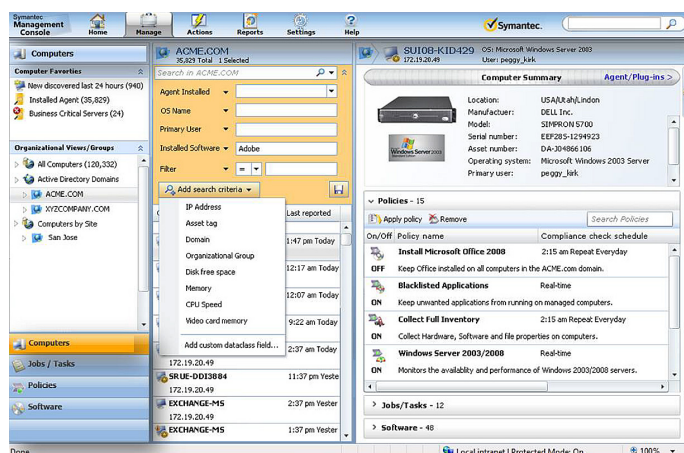 Symantec
Management
Console
Home
Manage
Actions
Reports
Settings
Help
Symantec.
Computers
Computer Favorties
New discovered last 24 hours (940)
Installed Agent (35,829)
Business Critical Servers (24)
Organizational Views/Groups
All Computers (120,332)
Active Directory Domains
ACME.COM
XYZCOMPANY.COM
Computers by Site
San Jose
Computers
Jobs / Tasks
Policies
Software
ACME.COM
35,829 Total 1 Selected
Search in ACME.COM
Agent Installed
OS Name
Primary User
Installed Software
Adobe
Filter
=
Add search criteria
IP Address
Asset tag
Domain
Organizational Group
Disk free space
Memory
CPU Speed
Video card memory
Add custom dataclass field...
Last reported
1:47 pm Today
12:17 am Today
12:07 am Today
9:22 am Today
2:37 am Today
172.19.20.49
SRUE-DDI3884
11:37 pm Yeste
172.19.20.49
EXCHANGE-MS
2:37 pm Yester
172.19.20.49
EXCHANGE-MS
1:37 pm Yester
SUI08-KID429
172.19.20.49
OS: Microsoft Windows Server 2003
User: peggy_kirk
Computer Summary
Agent/Plug-ins >
Windows Server 2003
Location: USA/Utah/Lindon
Manufactuer: DELL Inc.
Model: SIMPRON 5700
Serial number: EEF285-1294923
Asset number: DA-J04866106
Operating system: Microsoft Windows 2003 Server
Primary user: peggy_kirk
Policies - 15
Apply policy
Remove
Search Policies
On/Off Policy name Compliance check schedule
Install Microsoft Office 2008 2:15 am Repeat Everyday
OFF Keep Office installed on all computers in the ACME.com domain.
Blacklisted Applications Real-time
ON Keep unwanted applications from running on managed computers.
Collect Full Inventory 2:15 am Repeat Everyday
ON Collect Hardware, Software and file properties on computers.
Windows Server 2003/2008 Real-time
ON Monitors the availablity and performance of Windows 2003/2008 servers.
Jobs/Tasks - 12
Software - 48
Done
Local intranet | Protected Mode: On
100%